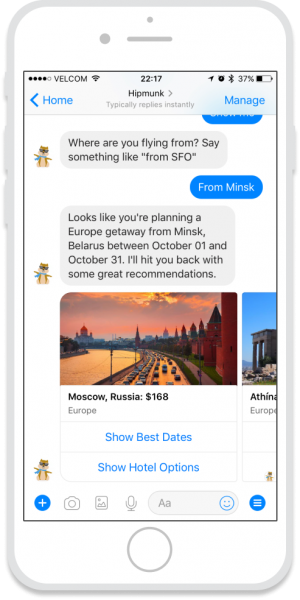 VELCOM 22:17 37%
Home Hipmunk Manage
Typically replies instantly
Where are you flying from? Say
something like "from SFO"
From Minsk
Looks like you're planning a
Europe getaway from Minsk,
Belarus between October 01 and
October 31. I'll hit you back with
some great recommendations.
Moscow, Russia: $168
Europe
Athína
Europe
Show Best Dates
Show Hotel Options
Aa